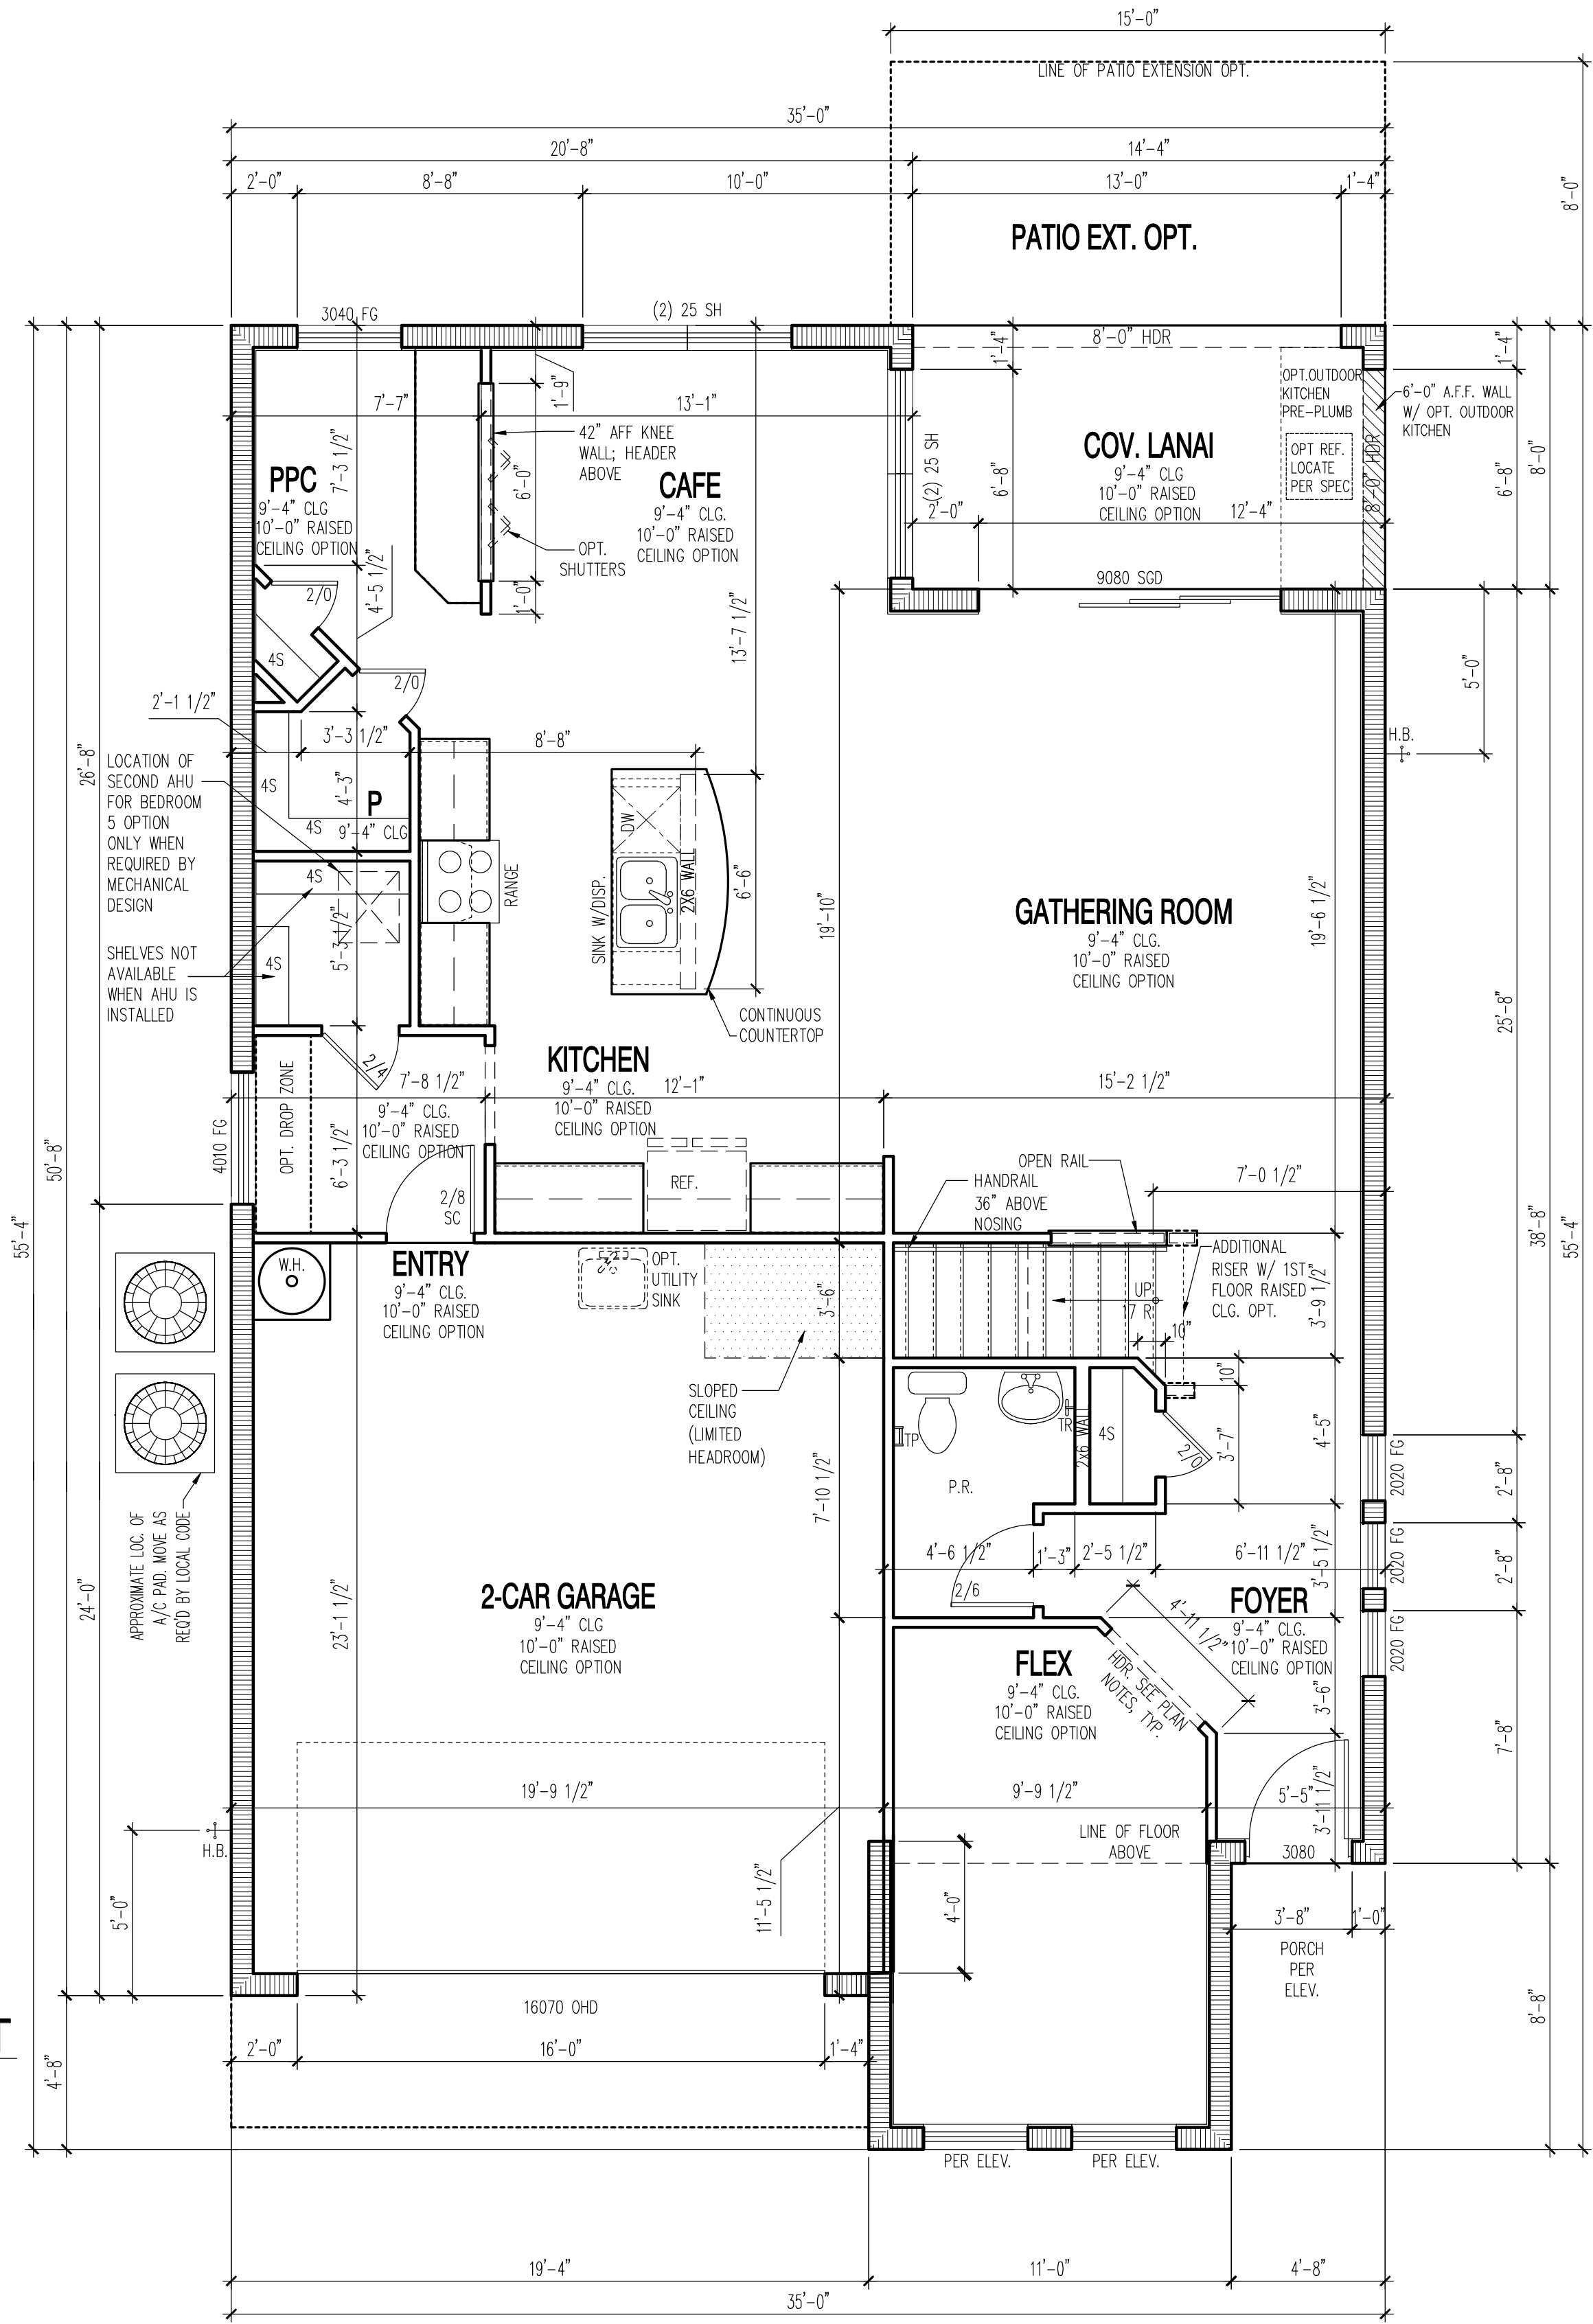 15'-0"
LINE OF PATIO EXTENSION OPT.
35'-0"
20'-8"
14'-4"
2'-0"
8'-8"
10'-0"
13'-0"
1'-4"
8'-0"
PATIO EXT. OPT.
3040 FG
(2) 25 SH
8'-0" HDR
1'-4"
1'-4"
1'-9"
7'-7"
13'-1"
42" AFF KNEE
WALL; HEADER
ABOVE
6'-0"
7'-3 1/2"
PPC
9'-4" CLG
10'-0" RAISED
CEILING OPTION
CAFE
9'-4" CLG.
10'-0" RAISED
CEILING OPTION
OPT.
SHUTTERS
1'-0"
(2) 25 SH
6'-8"
COV. LANAI
9'-4" CLG
10'-0" RAISED
CEILING OPTION
OPT.OUTDOOR
KITCHEN
PRE-PLUMB
OPT REF.
LOCATE
PER SPEC
8'-0" HDR
6'-0" A.F.F. WALL
W/ OPT. OUTDOOR
KITCHEN
6'-8"
8'-0"
2'-0"
12'-4"
9080 SGD
4'-5 1/2"
2/0
4S
2/0
13'-7 1/2"
5'-0"
H.B.
2'-1 1/2"
3'-3 1/2"
8'-8"
26'-8"
LOCATION OF
SECOND AHU
FOR BEDROOM
5 OPTION
ONLY WHEN
REQUIRED BY
MECHANICAL
DESIGN
4S
4'-3"
P
4S
9'-4" CLG
DW
2X6 WALL
6'-6"
SINK W/DISP.
RANGE
4S
5'-3 1/2"
4S
SHELVES NOT
AVAILABLE
WHEN AHU IS
INSTALLED
19'-10"
GATHERING ROOM
9'-4" CLG.
10'-0" RAISED
CEILING OPTION
19'-6 1/2"
25'-8"
CONTINUOUS
COUNTERTOP
KITCHEN
9'-4" CLG.
10'-0" RAISED
CEILING OPTION
2/4
7'-8 1/2"
12'-1"
15'-2 1/2"
9'-4" CLG.
10'-0" RAISED
CEILING OPTION
OPT. DROP ZONE
4010 FG
6'-3 1/2"
2/8
SC
REF.
OPEN RAIL
HANDRAIL
36" ABOVE
NOSING
7'-0 1/2"
55'-4"
50'-8"
38'-8"
55'-4"
W.H.
ENTRY
9'-4" CLG.
10'-0" RAISED
CEILING OPTION
OPT.
UTILITY
SINK
3'-6"
UP
17 R
10"
ADDITIONAL
RISER W/ 1ST
FLOOR RAISED
CLG. OPT.
3'-9 1/2"
SLOPED
CEILING
(LIMITED
HEADROOM)
10"
TP
TR
2x6 WALL
4S
2/0
3'-7"
4'-5"
P.R.
7'-10 1/2"
2020 FG
2'-8"
APPROXIMATE LOC. OF
A/C PAD. MOVE AS
REQ'D BY LOCAL CODE
24'-0"
23'-1 1/2"
2-CAR GARAGE
9'-4" CLG
10'-0" RAISED
CEILING OPTION
4'-6 1/2"
1'-3"
2'-5 1/2"
6'-11 1/2"
3'-5 1/2"
2/6
2020 FG
2'-8"
4'-11 1/2"
FOYER
9'-4" CLG.
10'-0" RAISED
CEILING OPTION
FLEX
9'-4" CLG.
10'-0" RAISED
CEILING OPTION
HDR. SEE PLAN
NOTES, TYP.
2020 FG
3'-6"
7'-8"
19'-9 1/2"
9'-9 1/2"
5'-5"
3'-11 1/2"
LINE OF FLOOR
ABOVE
3080
H.B.
5'-0"
11'-5 1/2"
4'-0"
3'-8"
1'-0"
PORCH
PER
ELEV.
16070 OHD
2'-0"
16'-0"
1'-4"
4'-8"
8'-8"
PER ELEV.
PER ELEV.
19'-4"
11'-0"
4'-8"
35'-0"